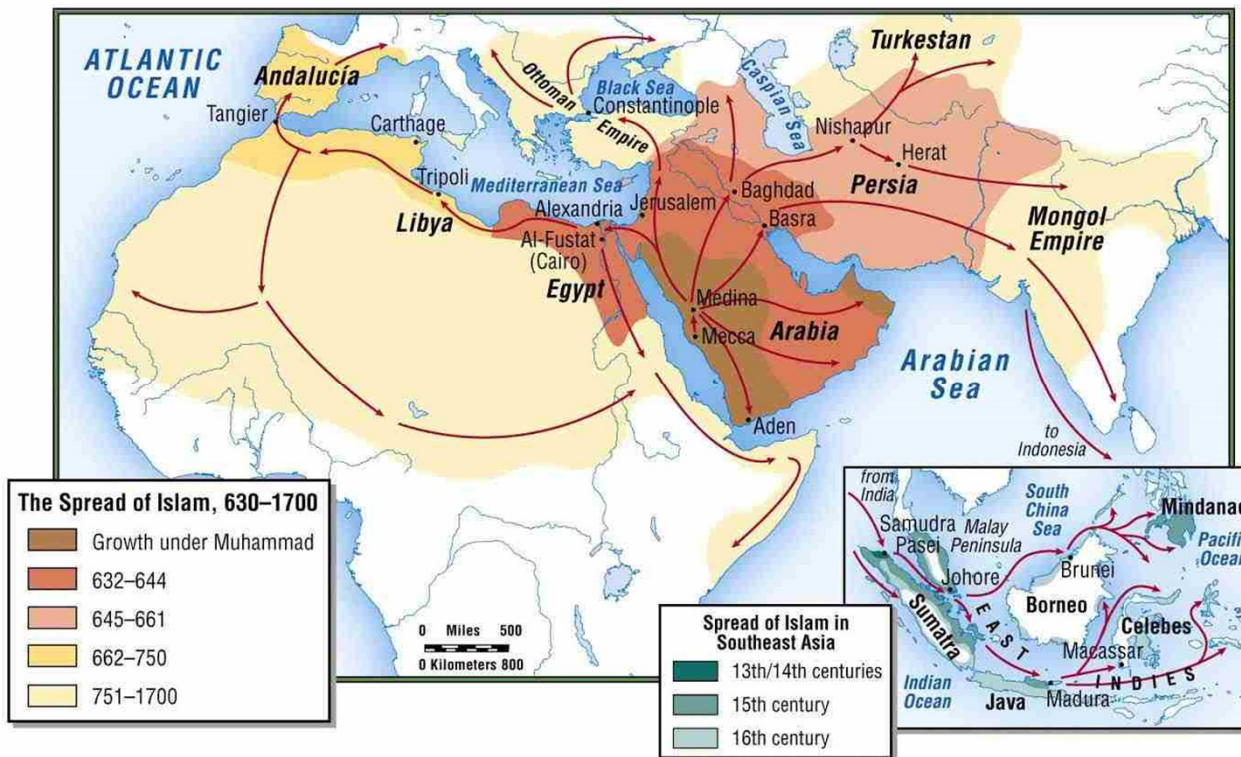 ATLANTIC
OCEAN
Andalucía
Tangier
Carthage
Tripoli
Libya
Mediterranean Sea
Alexandria
Al-Fustat
(Cairo)
Egypt
Jerusalem
Ottoman
Empire
Black Sea
Constantinople
Caspian Sea
Turkestan
Nishapur
Herat
Persia
Baghdad
Basra
Mongol
Empire
Medina
Mecca
Arabia
Aden
Arabian
Sea
to
Indonesia
The Spread of Islam, 630–1700
Growth under Muhammad
632–644
645–661
662–750
751–1700
0 Miles 500
0 Kilometers 800
Spread of Islam in
Southeast Asia
13th/14th centuries
15th century
16th century
from
India
Samudra
Pasei
Malay
Peninsula
South
China
Sea
Mindanao
Pacific
Ocean
Johore
Brunei
Borneo
Sumatra
EAST
INDIES
Celebes
Macassar
Indian
Ocean
Java
Madura